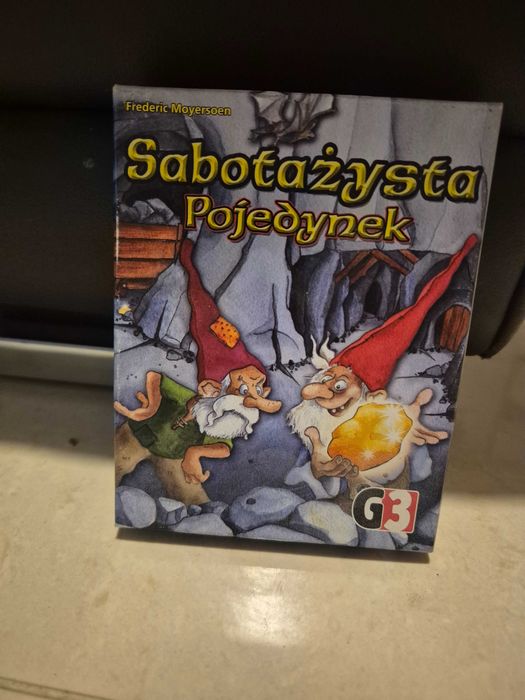 Frederic Moyersoen
Sabotażysta
Pojedynek
G3